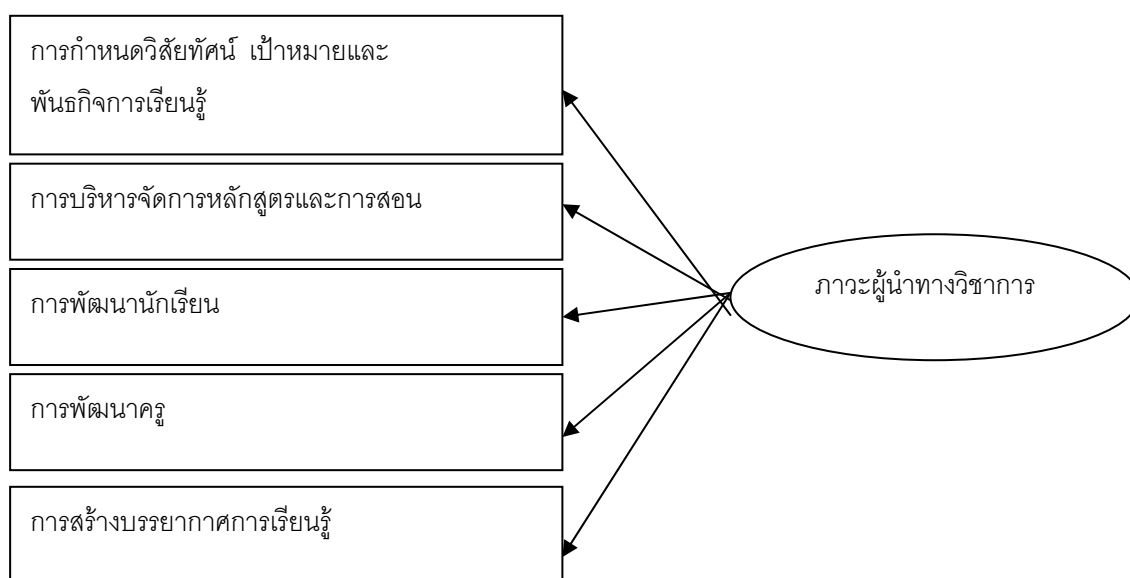 การกำหนดวิสัยทัศน์ เป้าหมายและ
พันธกิจการเรียนรู้
การบริหารจัดการหลักสูตรและการสอน
การพัฒนานักเรียน
การพัฒนาครู
การสร้างบรรยากาศการเรียนรู้
ภาวะผู้นำทางวิชาการ